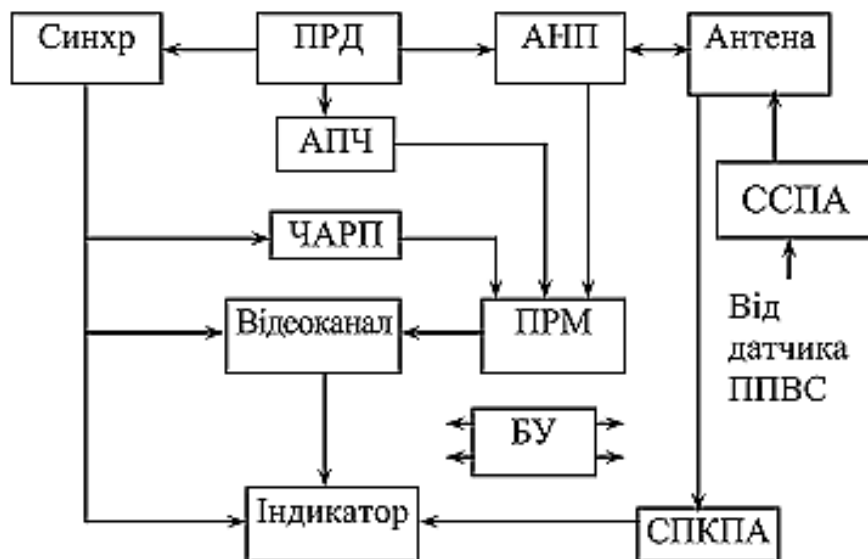 Синхр
ПРД
АНП
Антена
АПЧ
ССПА
ЧАРП
Відеоканал
ПРМ
Від
датчика
ППВС
БУ
Індикатор
СПКПА